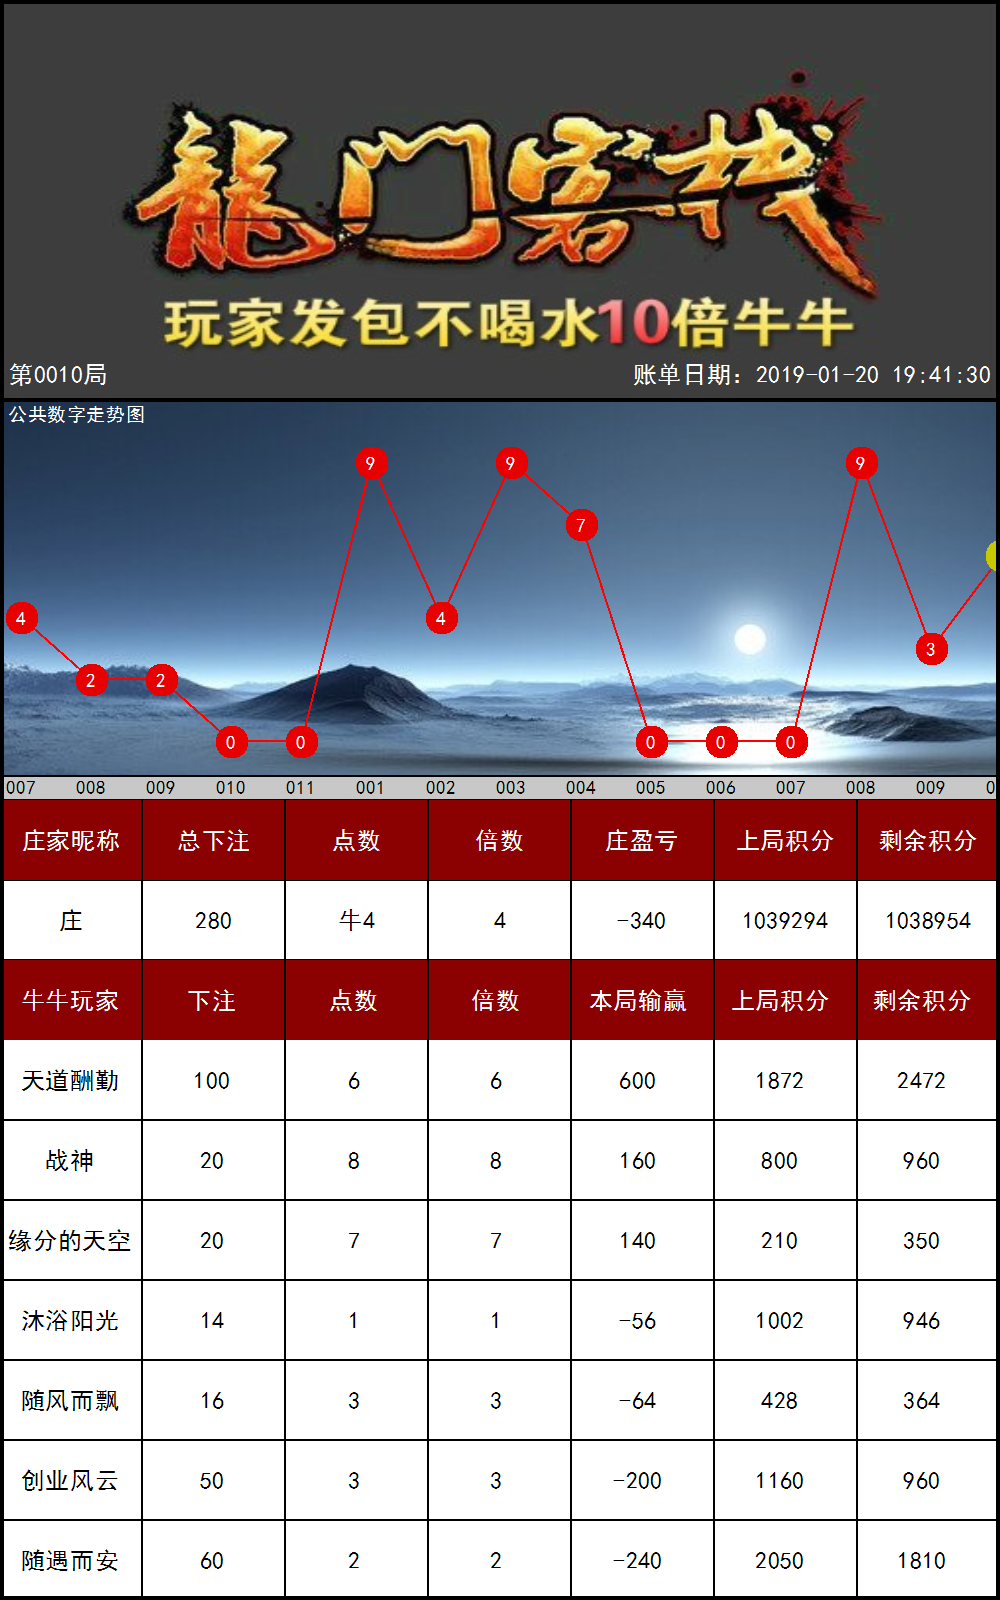 龍门客栈
玩家发包不喝水10倍牛牛
第0010局 账单日期：2019-01-20 19:41:30
公共数字走势图
4 2 2 0 0 9 4 9 7 0 0 0 9 3
007 008 009 010 011 001 002 003 004 005 006 007 008 009 0
庄家昵称 总下注 点数 倍数 庄盈亏 上局积分 剩余积分
庄 280 牛4 4 -340 1039294 1038954
牛牛玩家 下注 点数 倍数 本局输赢 上局积分 剩余积分
天道酬勤 100 6 6 600 1872 2472
战神 20 8 8 160 800 960
缘分的天空 20 7 7 140 210 350
沐浴阳光 14 1 1 -56 1002 946
随风而飘 16 3 3 -64 428 364
创业风云 50 3 3 -200 1160 960
随遇而安 60 2 2 -240 2050 1810